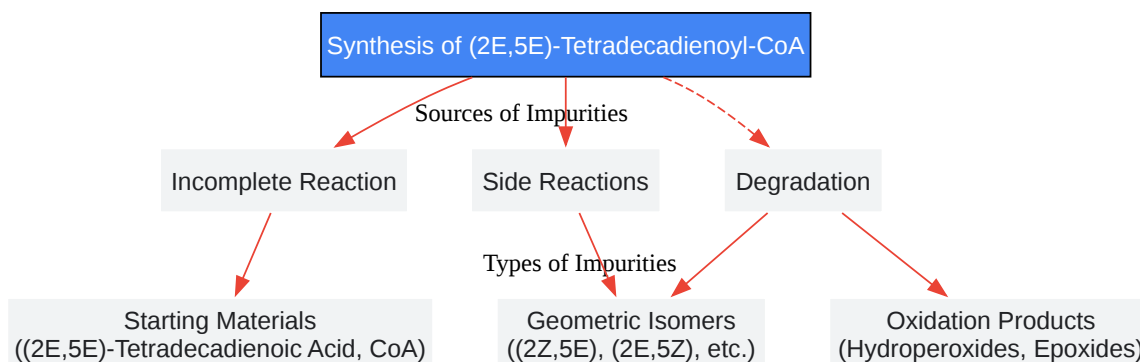 Synthesis of (2E,5E)-Tetradecadienoyl-CoA
Sources of Impurities
Incomplete Reaction
Side Reactions
Degradation
Types of Impurities
Starting Materials
((2E,5E)-Tetradecadienoic Acid, CoA)
Geometric Isomers
((2Z,5E), (2E,5Z), etc.)
Oxidation Products
(Hydroperoxides, Epoxides)